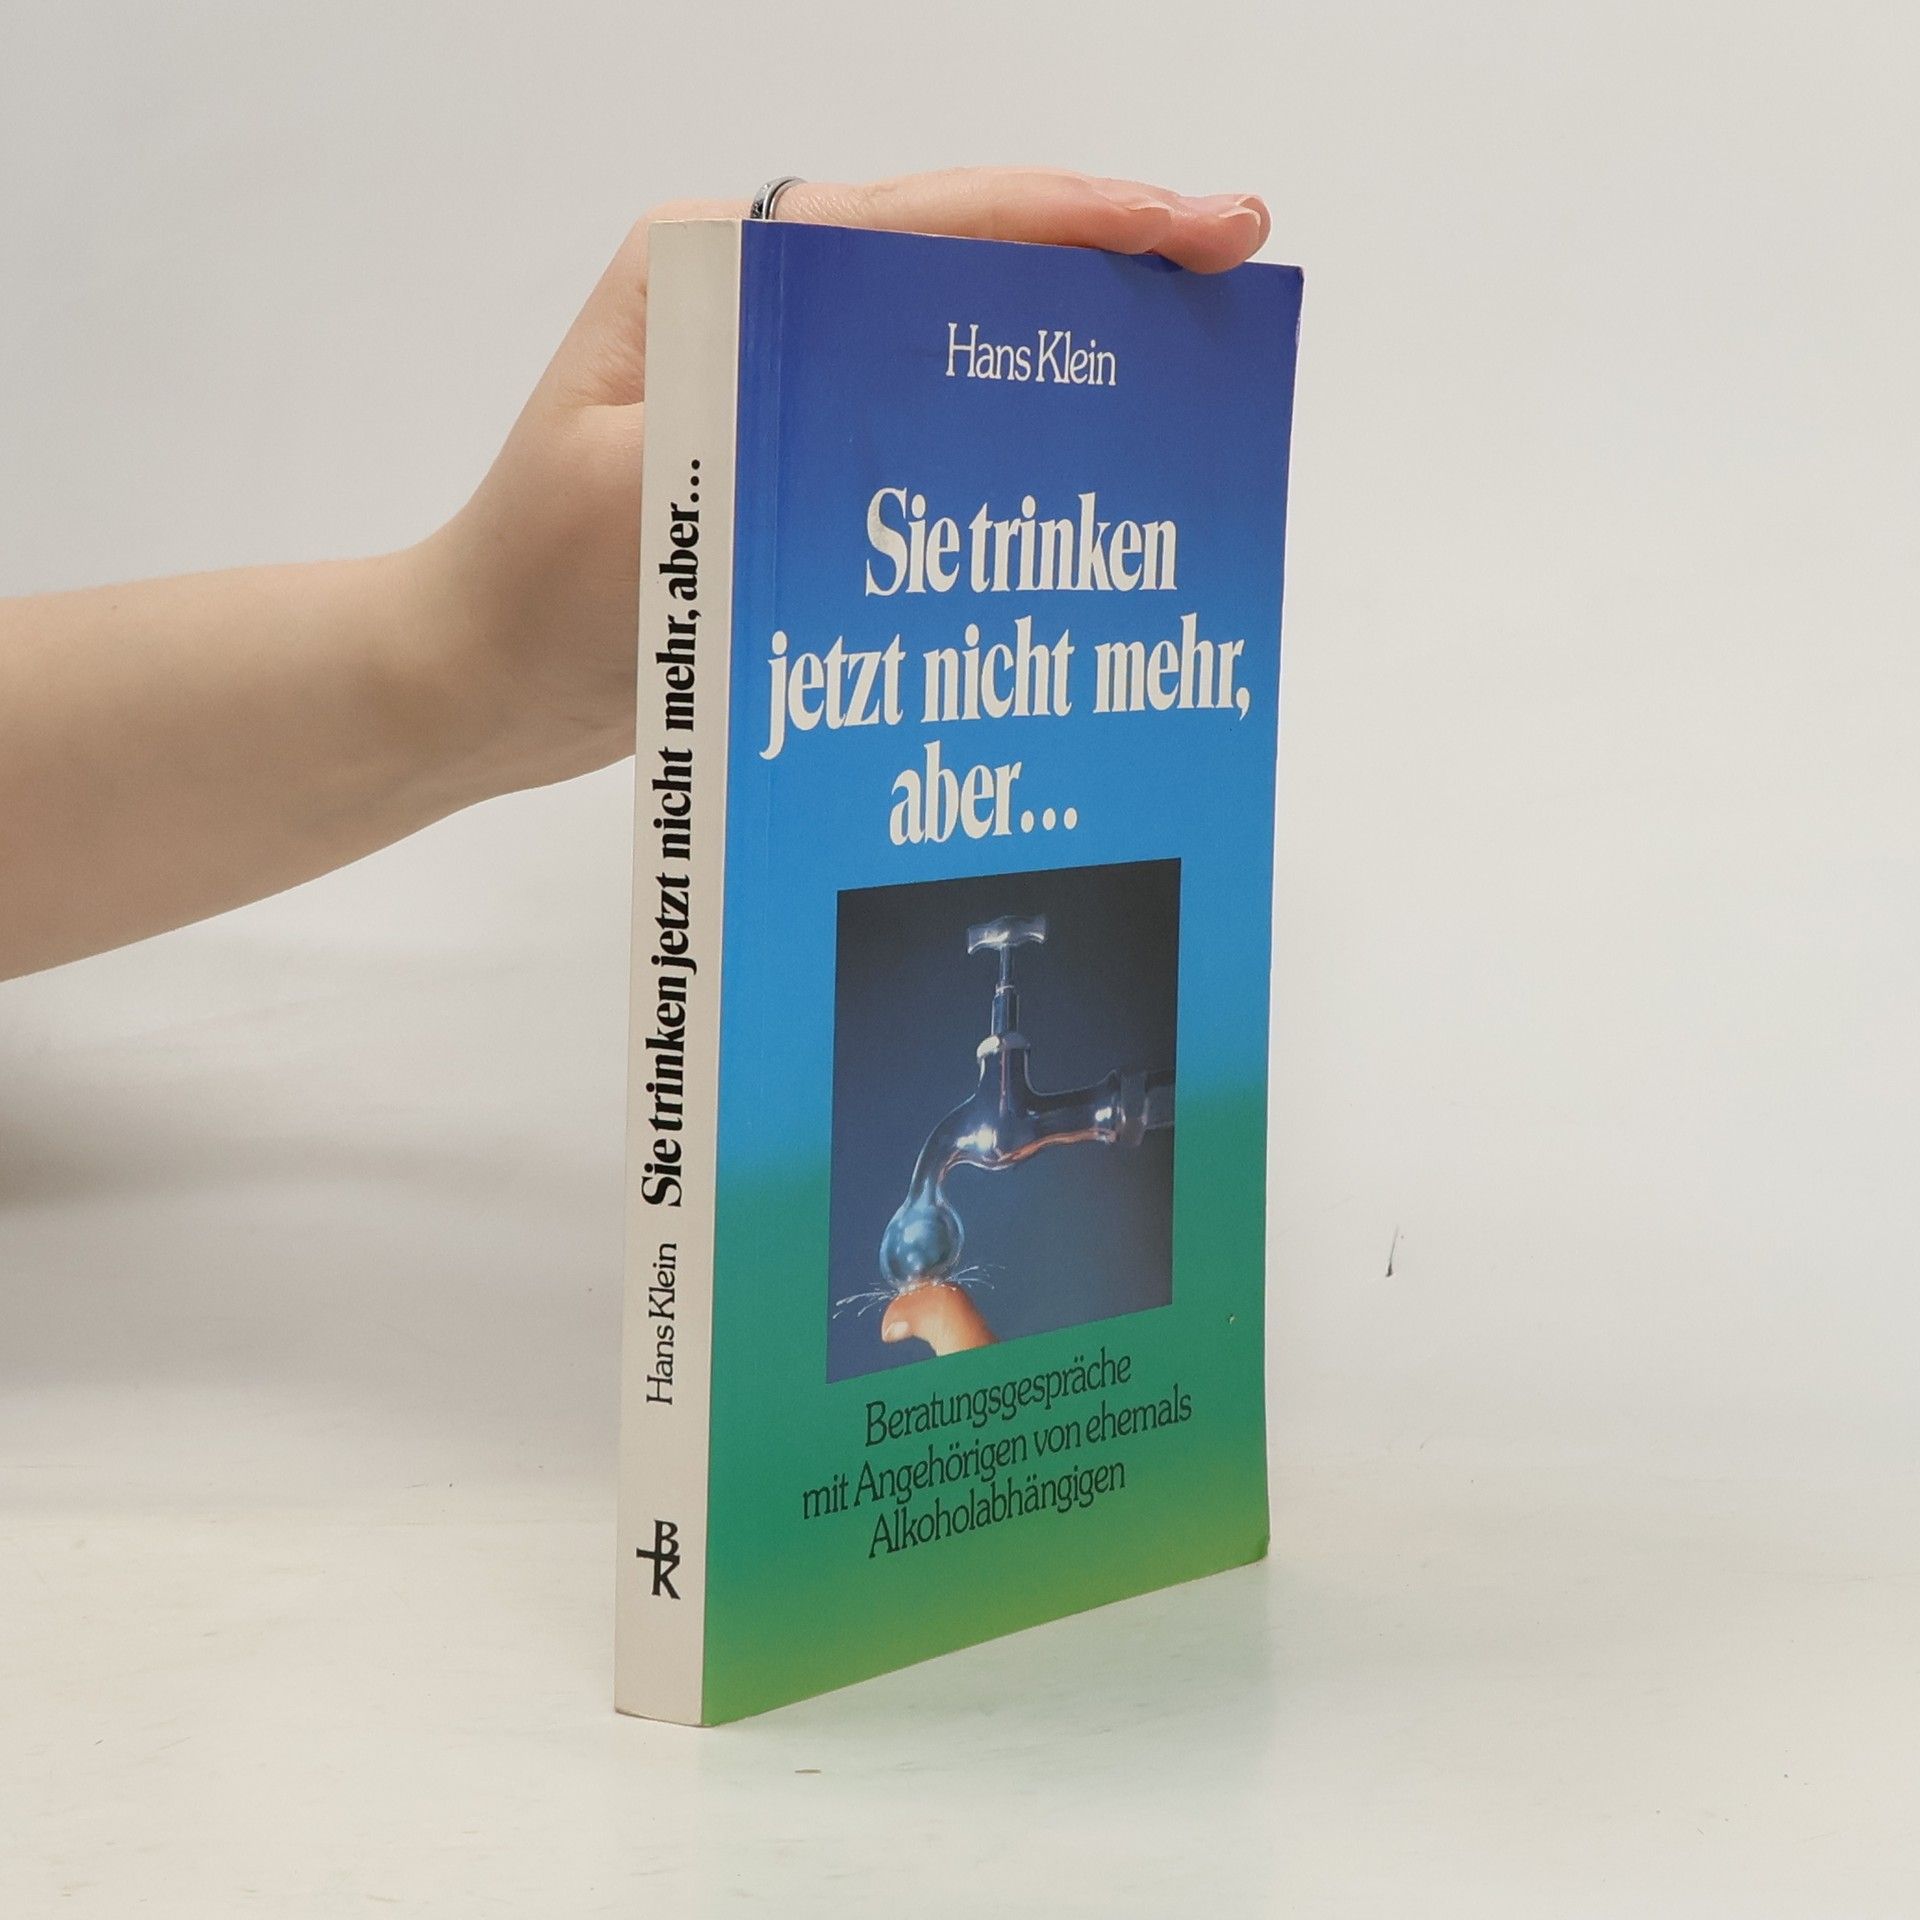 Hans Klein
Sie trinken
jetzt nicht mehr,
aber...
Beratungsgespräche
mit Angehörigen von ehemals
Alkoholabhängigen
Hans Klein Sie trinken jetzt nicht mehr, aber...
BK